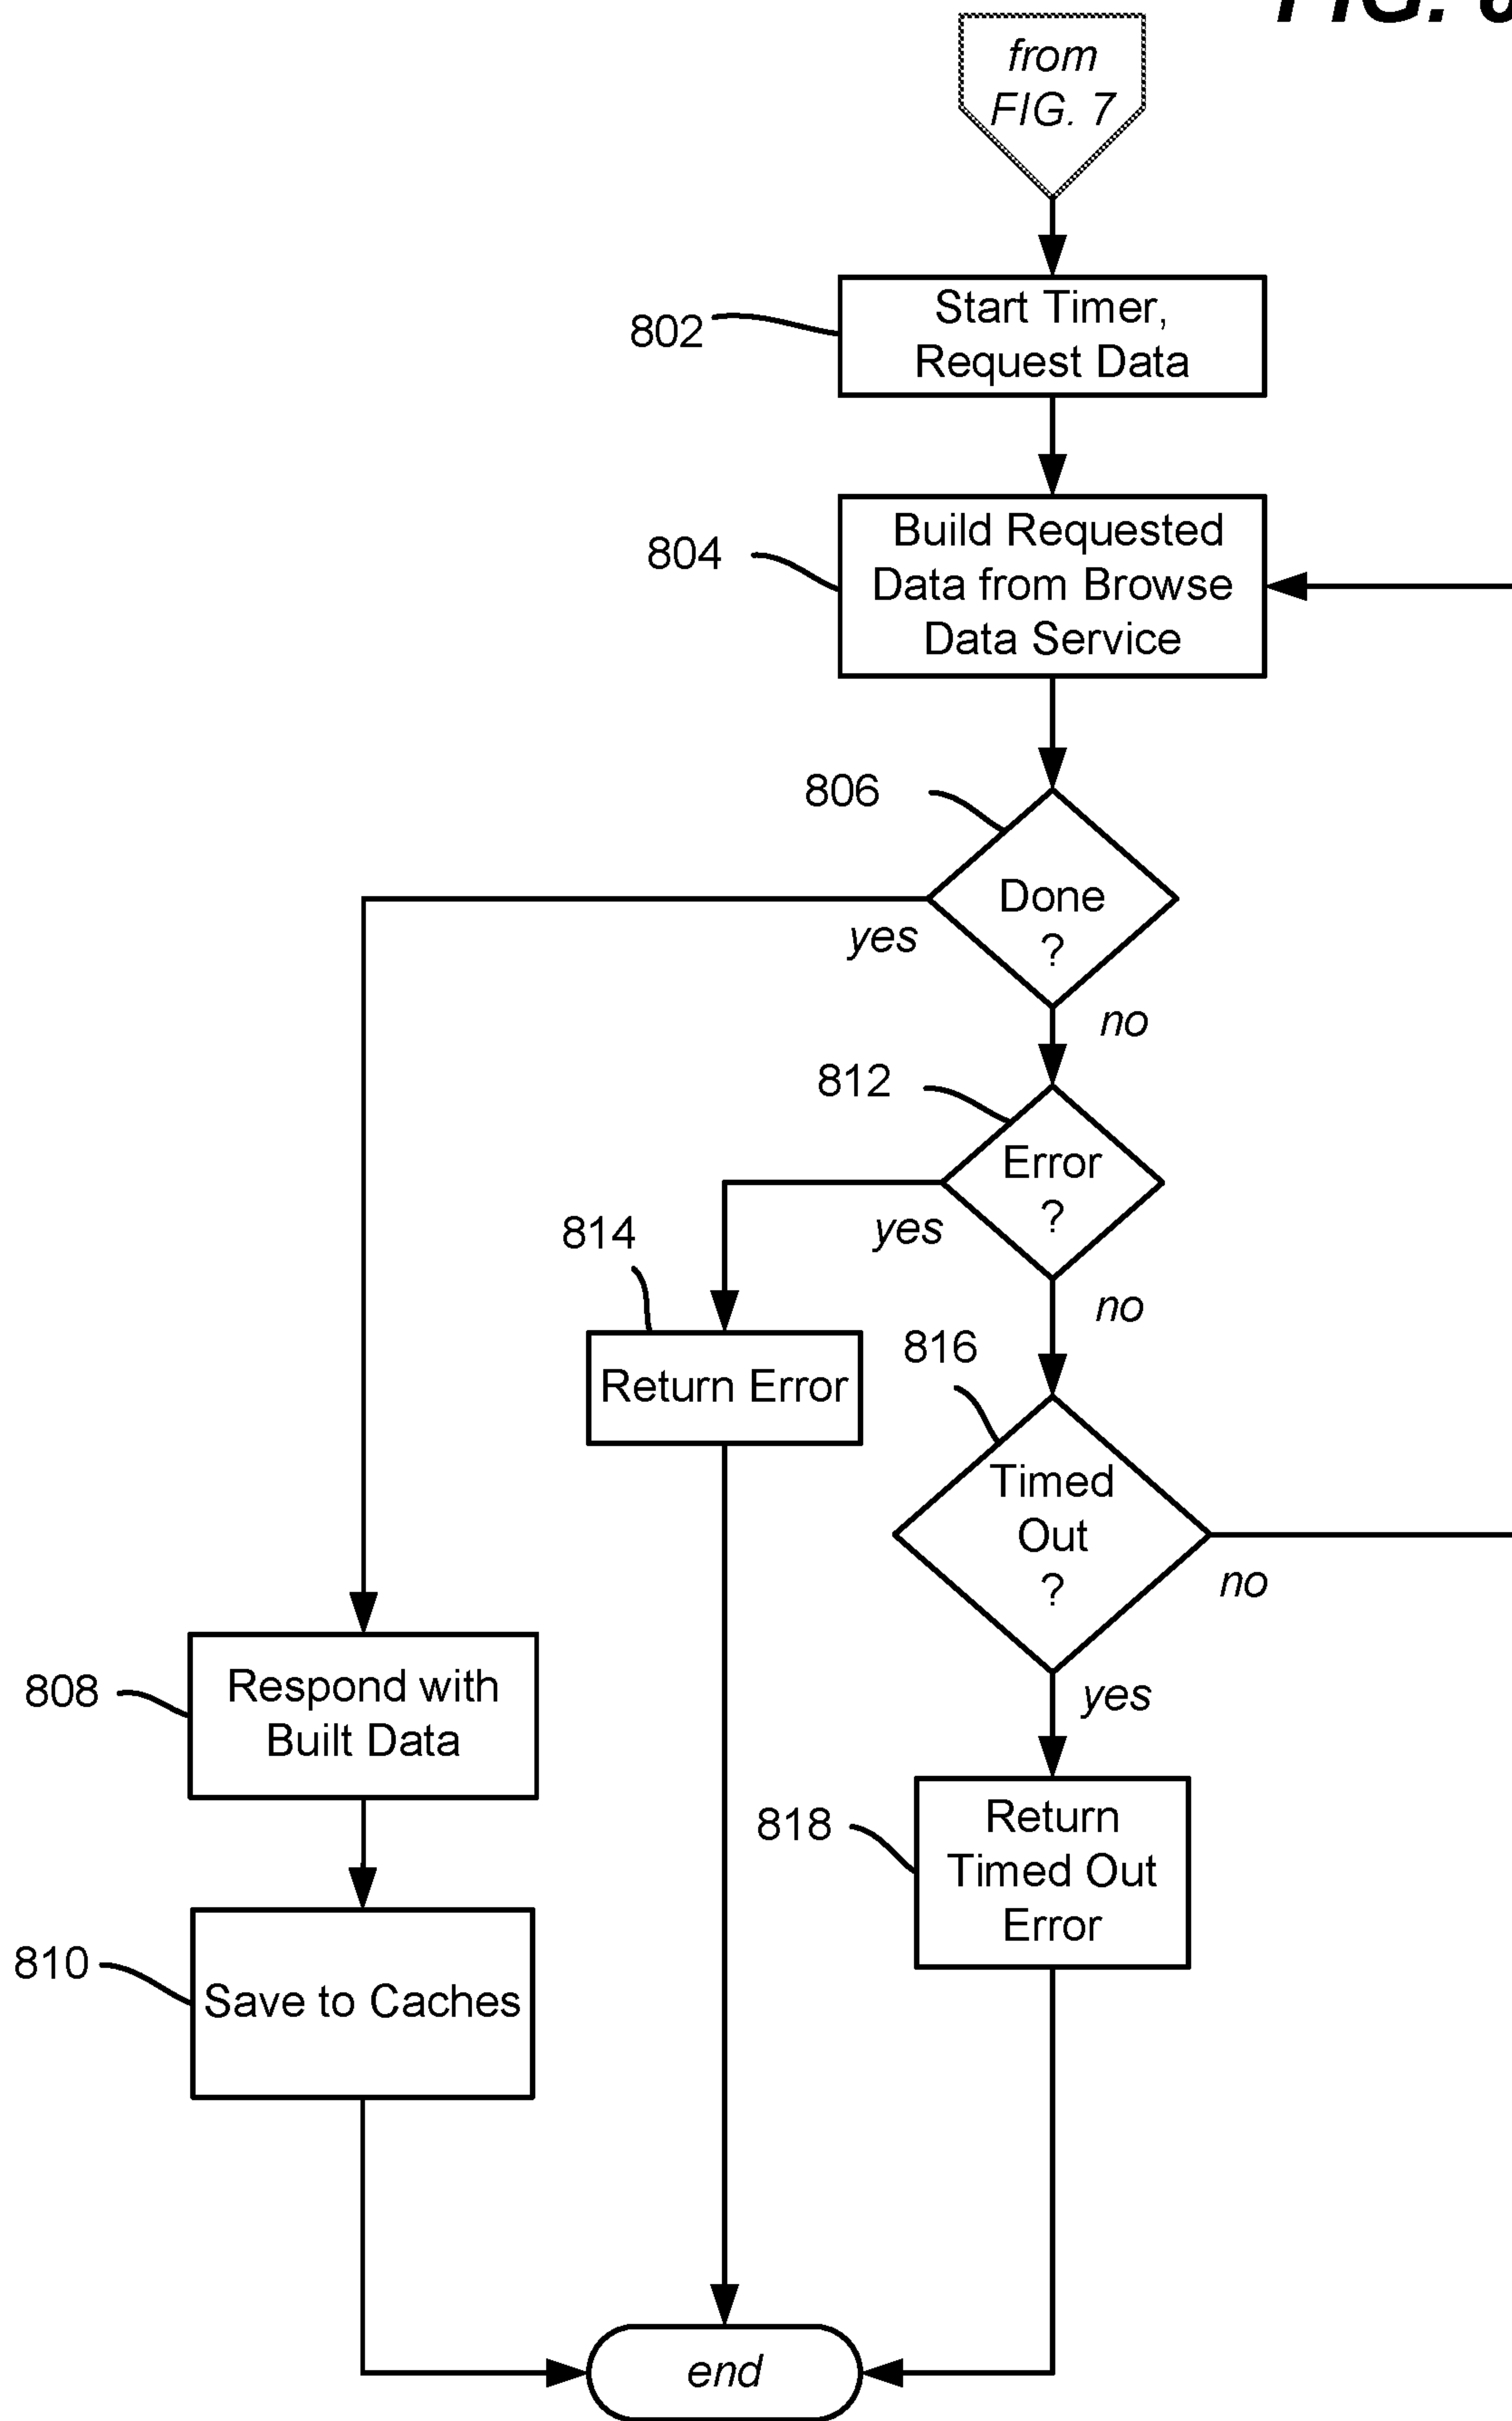 FIG.
from
FIG. 7
802
Start Timer,
Request Data
804
Build Requested
Data from Browse
Data Service
806
Done
?
yes
no
812
Error
?
yes
no
814
Return Error
816
Timed
Out
?
no
yes
808
Respond with
Built Data
818
Return
Timed Out
Error
810
Save to Caches
end